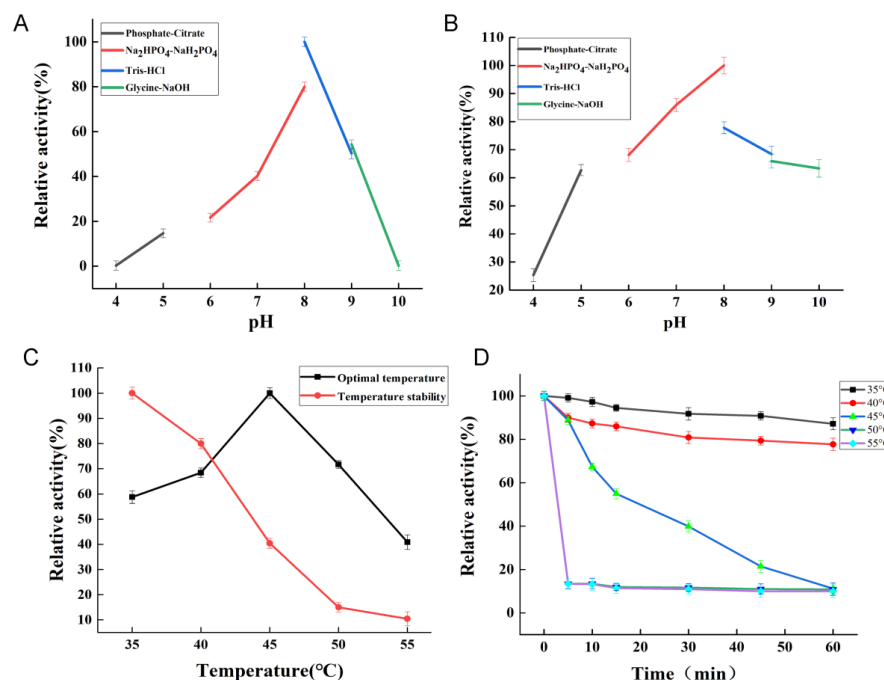 A
Phosphate-Citrate
Na2HPO4-NaH2PO4
Tris-HCl
Glycine-NaOH
Relative activity(%)
100
80
60
40
20
0
4 5 6 7 8 9 10
pH
B
Phosphate-Citrate
Na2HPO4-NaH2PO4
Tris-HCl
Glycine-NaOH
Relative activity(%)
110
100
90
80
70
60
50
40
30
20
4 5 6 7 8 9 10
pH
C
Optimal temperature
Temperature stability
Relative activity(%)
110
100
90
80
70
60
50
40
30
20
10
35 40 45 50 55
Temperature(℃)
D
35°
40°
45°
50°
55°
Relative activity(%)
100
80
60
40
20
0
0 10 20 30 40 50 60
Time（min）